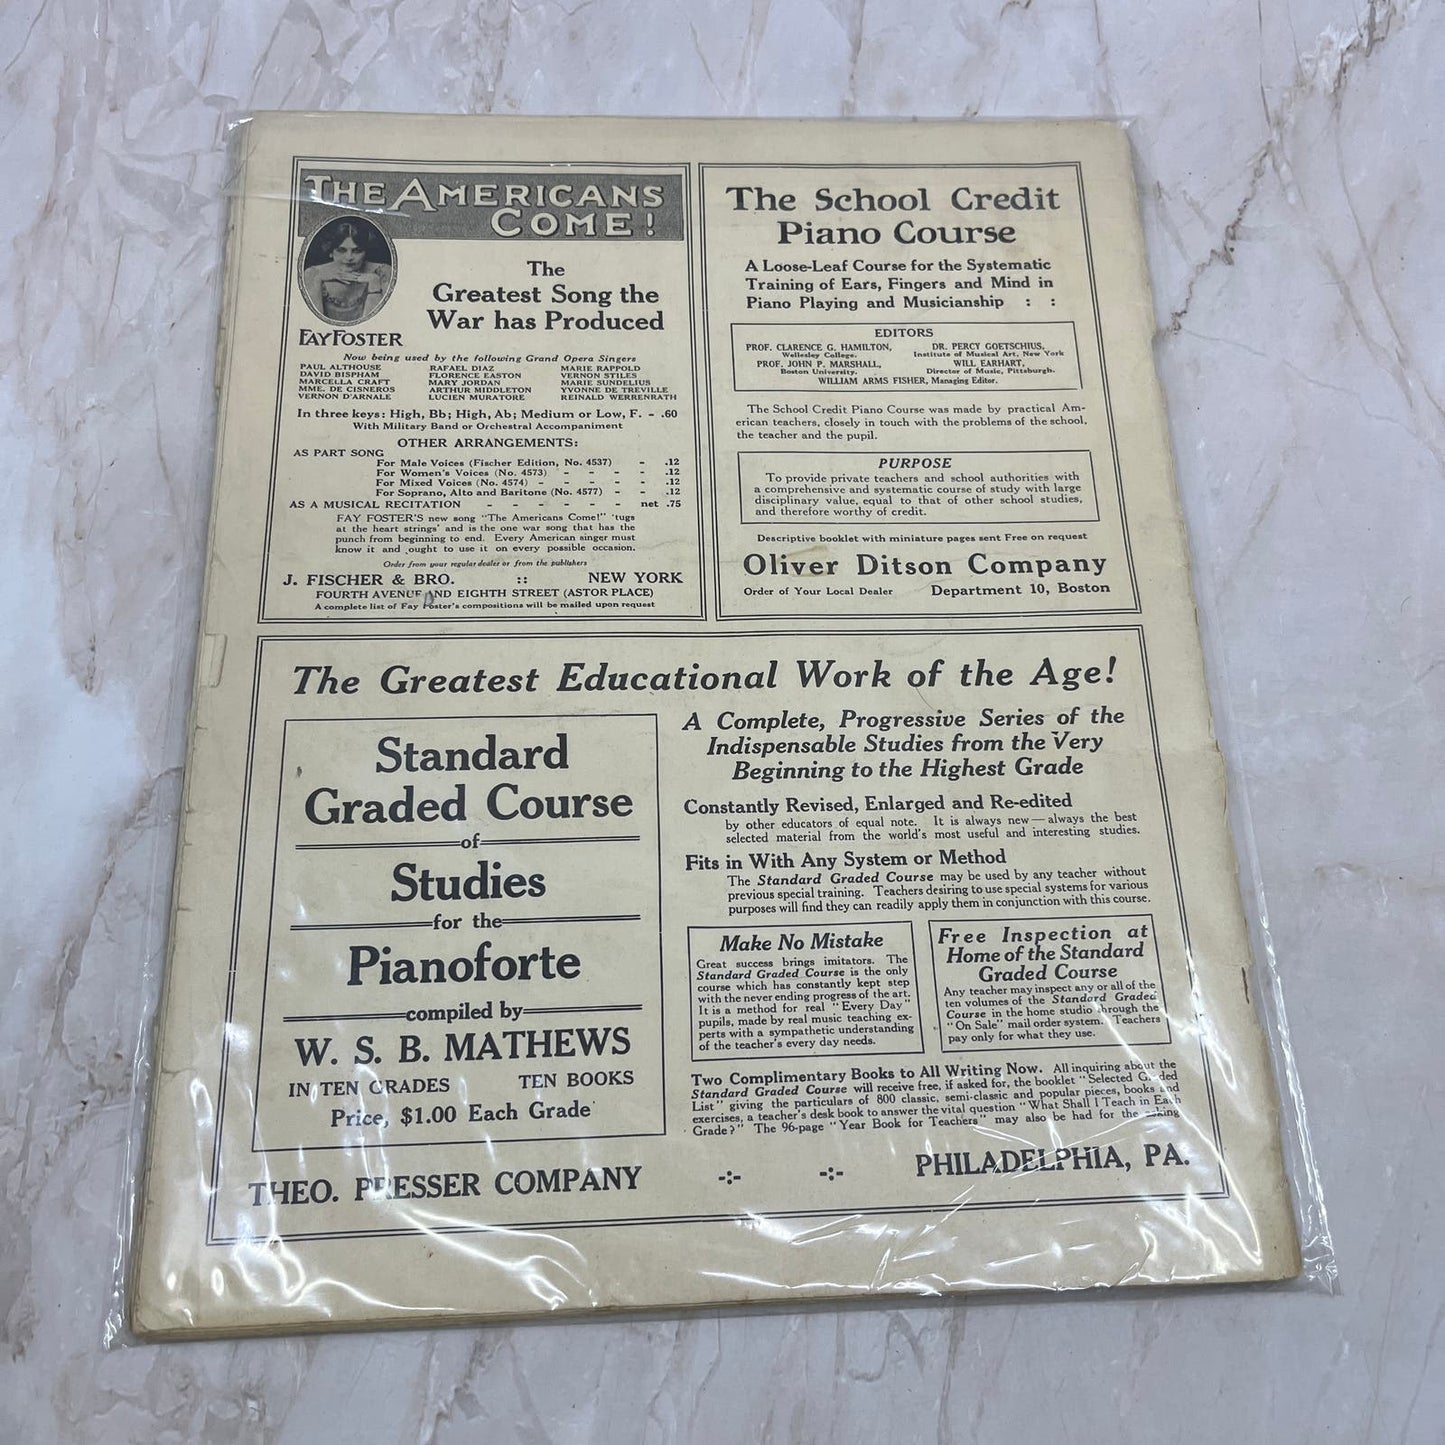 THE AMERICANS
COME!
FAY FOSTER
The
Greatest Song the
War has Produced
Now being used by the following Grand Opera Singers
PAUL ALTHOUSE RAFAEL DIAZ MARIE RAPPOLD
DAVID BISPHAM FLORENCE EASTON VERNON STILES
MARCELLA CRAFT MARY JORDAN MARIE SUNDELIUS
MME. DE CISNEROS ARTHUR MIDDLETON YVONNE DE TREVILLE
VERNON D'ARNALE LUCIEN MURATORE REINALD WERRENRATH
In three keys: High, Bb; High, Ab; Medium or Low, F. - .60
With Military Band or Orchestral Accompaniment
OTHER ARRANGEMENTS:
AS PART SONG
For Male Voices (Fischer Edition, No. 4537) - .12
For Women's Voices (No. 4573) - - - - .12
For Mixed Voices (No. 4574) - - - - .12
For Soprano, Alto and Baritone (No. 4577) - - .12
AS A MUSICAL RECITATION - - - - - - net .75
FAY FOSTER'S new song "The Americans Come!" 'tugs
at the heart strings' and is the one war song that has the
punch from beginning to end. Every American singer must
know it and ought to use it on every possible occasion.
Order from your regular dealer or from the publishers
J. FISCHER & BRO. :: NEW YORK
FOURTH AVENUE AND EIGHTH STREET (ASTOR PLACE)
A complete list of Fay Foster's compositions will be mailed upon request
The School Credit
Piano Course
A Loose-Leaf Course for the Systematic
Training of Ears, Fingers and Mind in
Piano Playing and Musicianship : :
EDITORS
PROF. CLARENCE G. HAMILTON, DR. PERCY GOETSCHIUS,
Wellesley College. Institute of Musical Art, New York
PROF. JOHN P. MARSHALL, WILL EARHART,
Boston University. Director of Music, Pittsburgh.
WILLIAM ARMS FISHER, Managing Editor.
The School Credit Piano Course was made by practical Am-
erican teachers, closely in touch with the problems of the school,
the teacher and the pupil.
PURPOSE
To provide private teachers and school authorities with
a comprehensive and systematic course of study with large
disciplinary value, equal to that of other school studies,
and therefore worthy of credit.
Descriptive booklet with miniature pages sent Free on request
Oliver Ditson Company
Order of Your Local Dealer Department 10, Boston
The Greatest Educational Work of the Age!
Standard
Graded Course
of
Studies
for the
Pianoforte
compiled by
W. S. B. MATHEWS
IN TEN GRADES TEN BOOKS
Price, $1.00 Each Grade
A Complete, Progressive Series of the
Indispensable Studies from the Very
Beginning to the Highest Grade
Constantly Revised, Enlarged and Re-edited
by other educators of equal note. It is always new—always the best
selected material from the world's most useful and interesting studies.
Fits in With Any System or Method
The Standard Graded Course may be used by any teacher without
previous special training. Teachers desiring to use special systems for various
purposes will find they can readily apply them in conjunction with this course.
Make No Mistake
Great success brings imitators. The
Standard Graded Course is the only
course which has constantly kept step
with the never ending progress of the art.
It is a method for real "Every Day"
pupils, made by real music teaching ex-
perts with a sympathetic understanding
of the teacher's every day needs.
Free Inspection at
Home of the Standard
Graded Course
Any teacher may inspect any or all of the
ten volumes of the Standard Graded
Course in the home studio through the
"On Sale" mail order system. Teachers
pay only for what they use.
Two Complimentary Books to All Writing Now. All inquiring about the
Standard Graded Course will receive free, if asked for, the booklet "Selected Graded
List" giving the particulars of 800 classic, semi-classic and popular pieces, books and
exercises, a teacher's desk book to answer the vital question "What Shall I Teach in Each
Grade?" The 96-page "Year Book for Teachers" may also be had for the asking
THEO. PRESSER COMPANY -:- -:- PHILADELPHIA, PA.